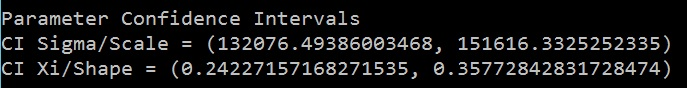 Parameter Confidence Intervals
CI Sigma/Scale = (132076.49386003468, 151616.3325252335)
CI Xi/Shape = (0.24227157168271535, 0.35772842831728474)